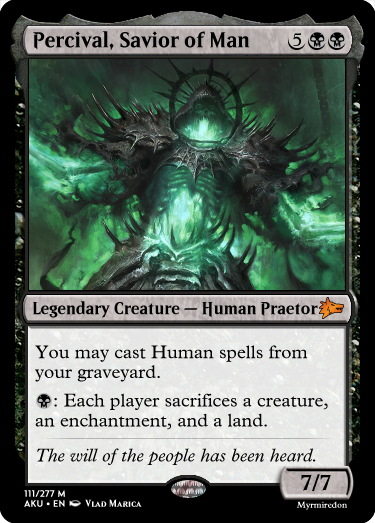 Percival, Savior of Man 5
Legendary Creature — Human Praetor
You may cast Human spells from
your graveyard.
: Each player sacrifices a creature,
an enchantment, and a land.
The will of the people has been heard.
7/7
111/277 M
AKU • EN Vlad Marica
Myrmiredon